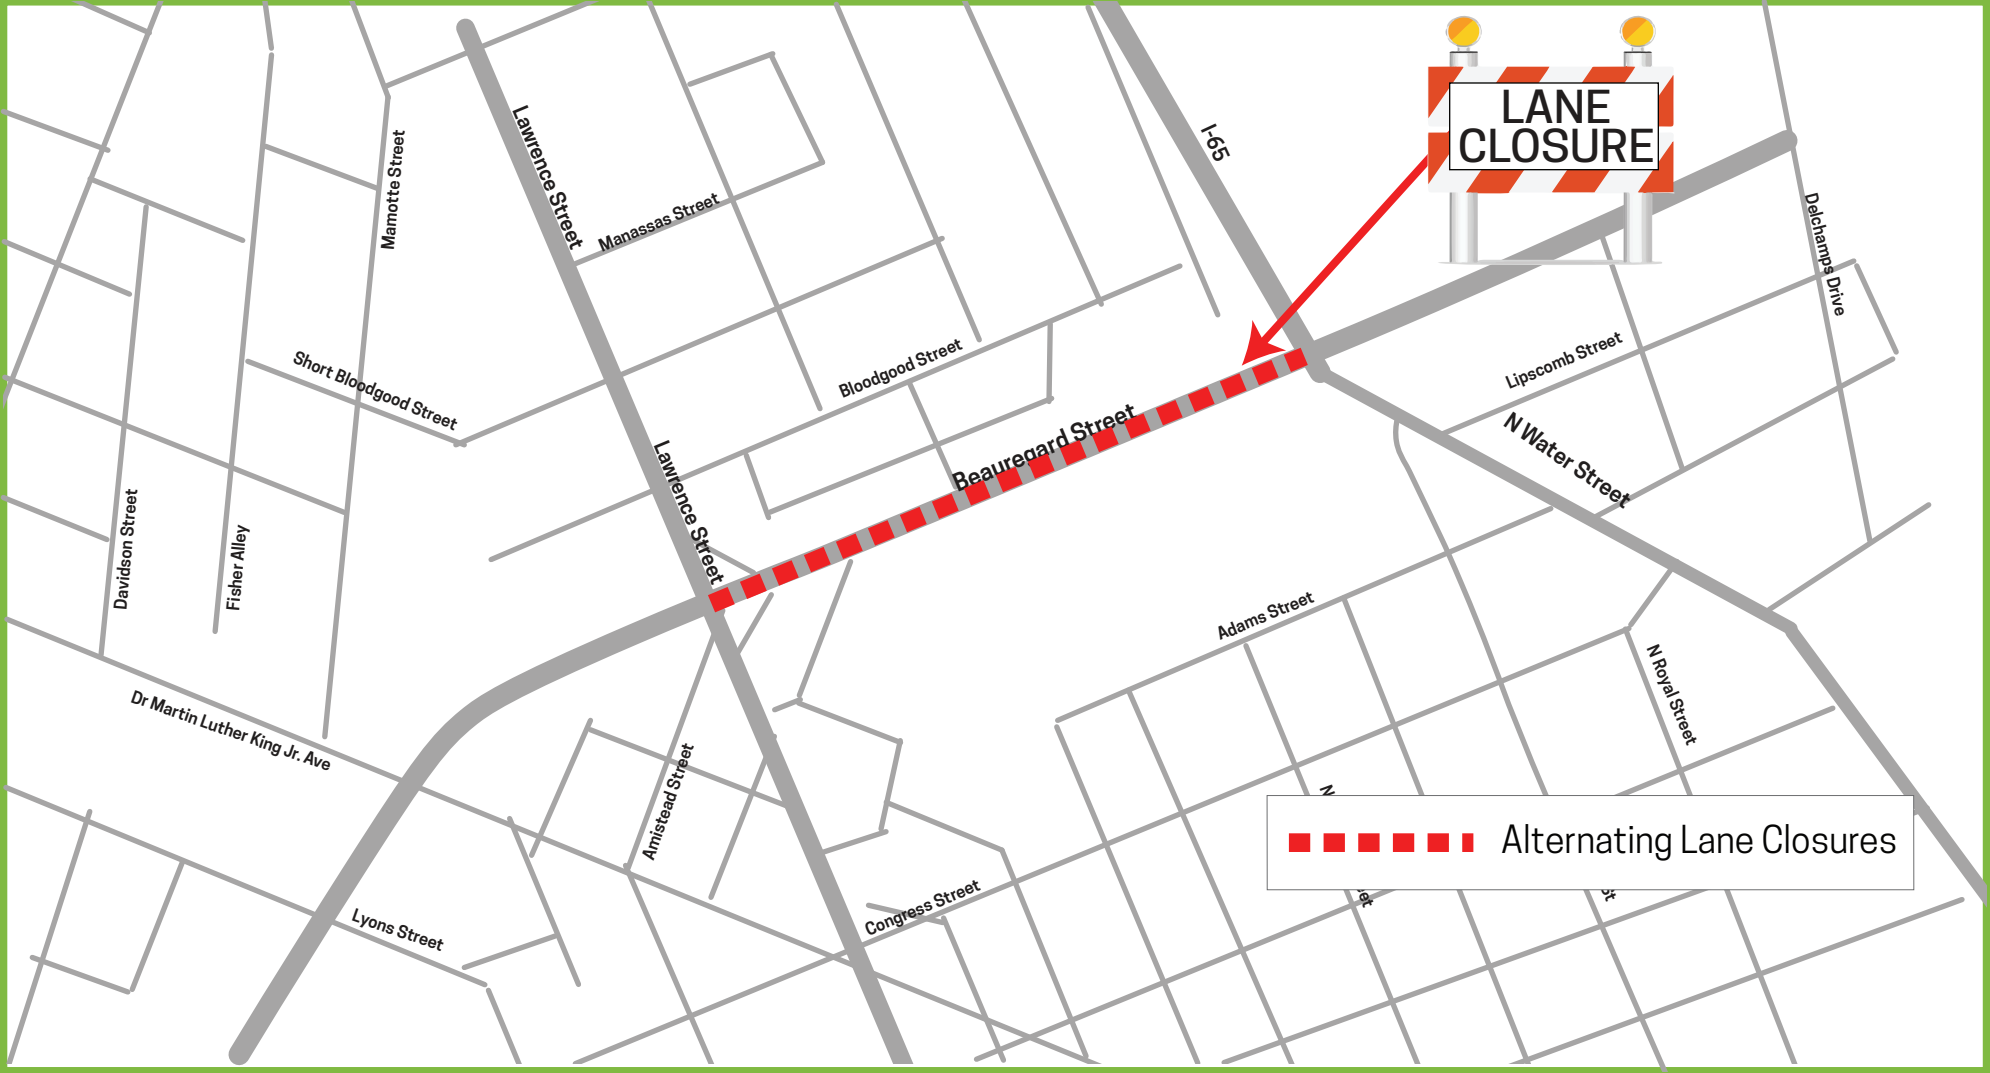 LANE
CLOSURE
I-65
Lawrence Street
Mamotte Street
Manassas Street
Delchamps Drive
Short Bloodgood Street
Bloodgood Street
Lipscomb Street
Beauregard Street
N Water Street
Lawrence Street
Davidson Street
Fisher Alley
Adams Street
N Royal Street
Dr Martin Luther King Jr. Ave
Amistead Street
N
Alternating Lane Closures
Congress Street
Lyons Street